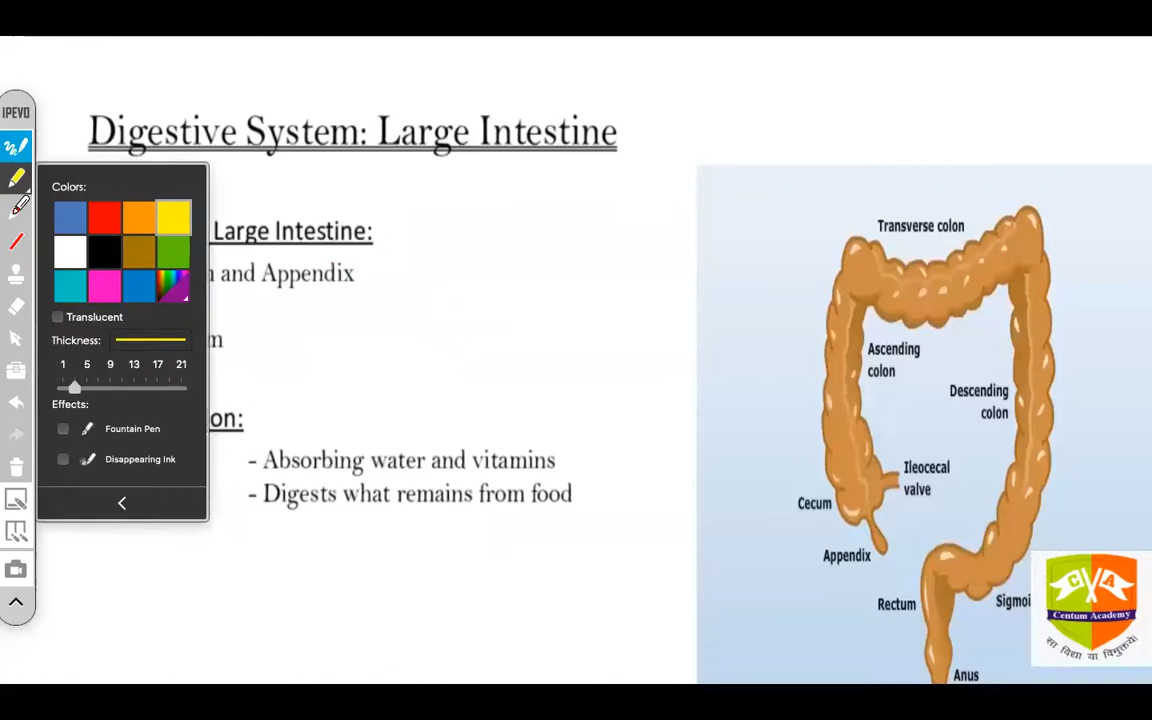 IPEVO
Digestive System: Large Intestine
Colors:
Translucent
Thickness:
1 5 9 13 17 21
Effects:
Fountain Pen
Disappearing Ink
Large Intestine:
and Appendix
- Absorbing water and vitamins
- Digests what remains from food
Transverse colon
Ascending
colon
Descending
colon
Ileocecal
valve
Cecum
Appendix
Rectum
Sigmoi
Anus
C A
Centum Academy
सा विद्या या विमुक्तये